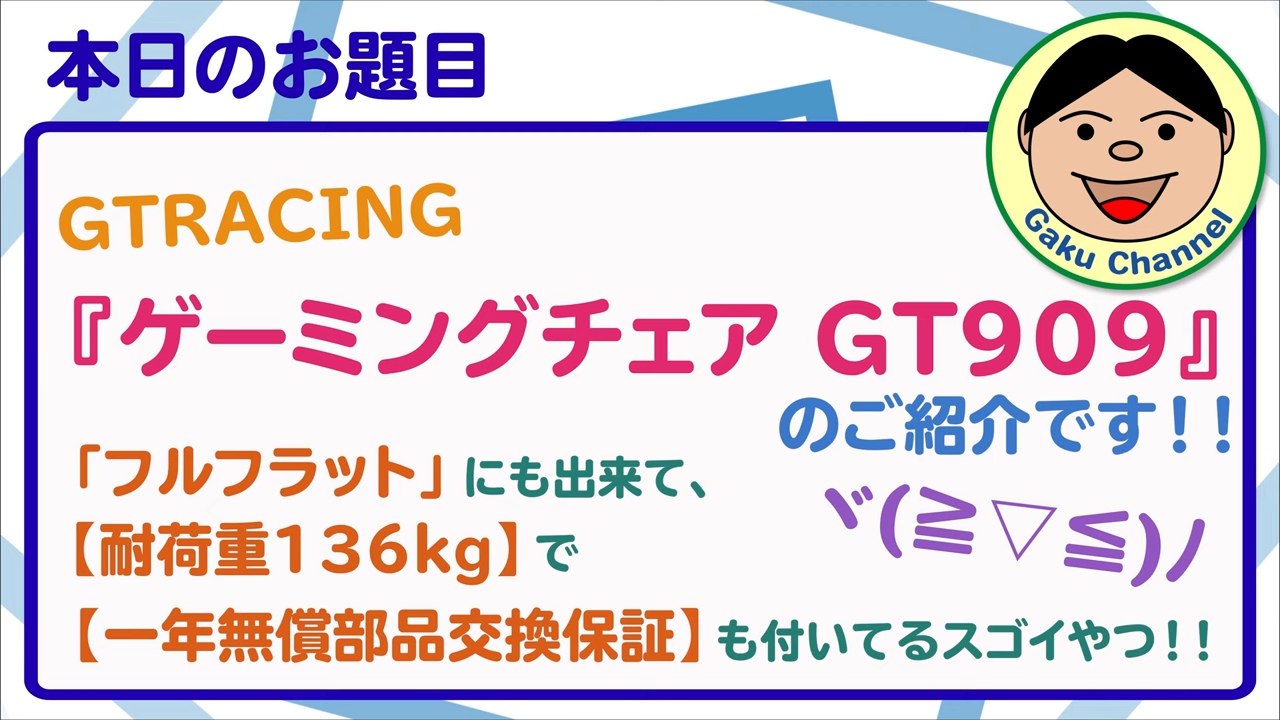 本日のお題目
Gaku Channel
GTRACING
『ゲーミングチェア GT909』
のご紹介です！！
「フルフラット」にも出来て、
ヾ(≧▽≦)ﾉ
【耐荷重136kg】で
【一年無償部品交換保証】も付いてるスゴイやつ！！